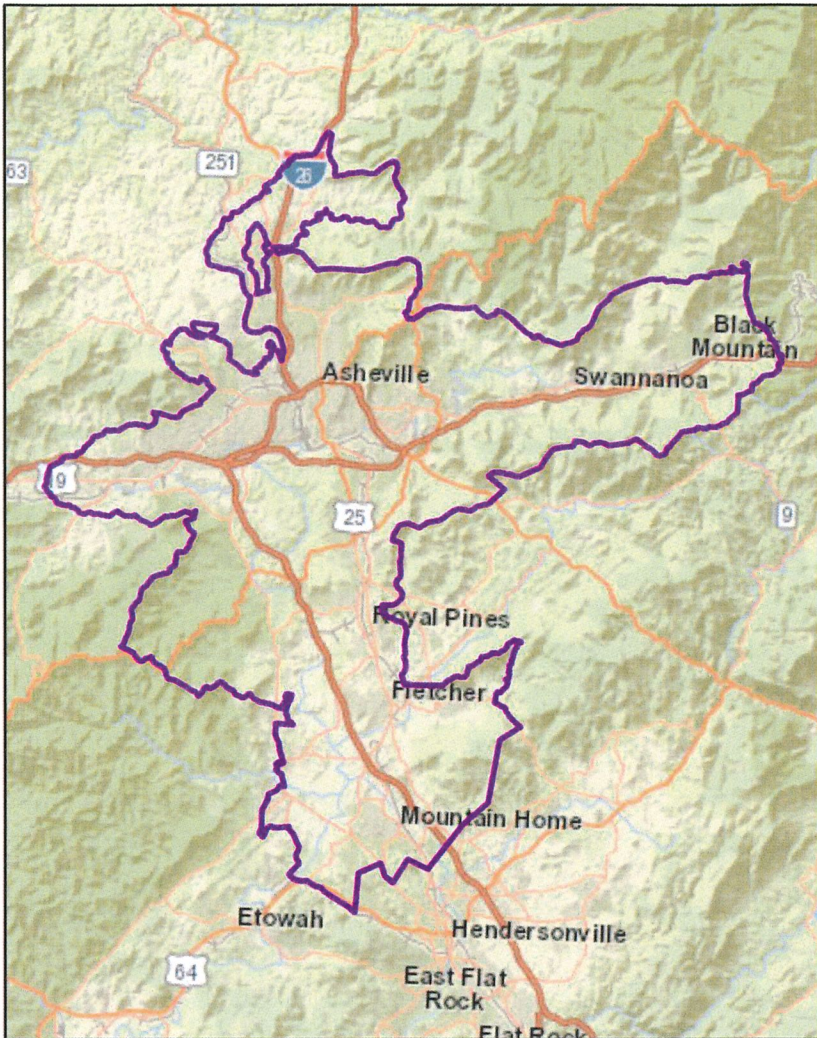 63
251
26
Black
Mountain
Asheville
Swannanoa
19
25
9
Royal Pines
Fletcher
Mountain Home
Etowah
Hendersonville
64
East Flat
Rock
Flat Rock